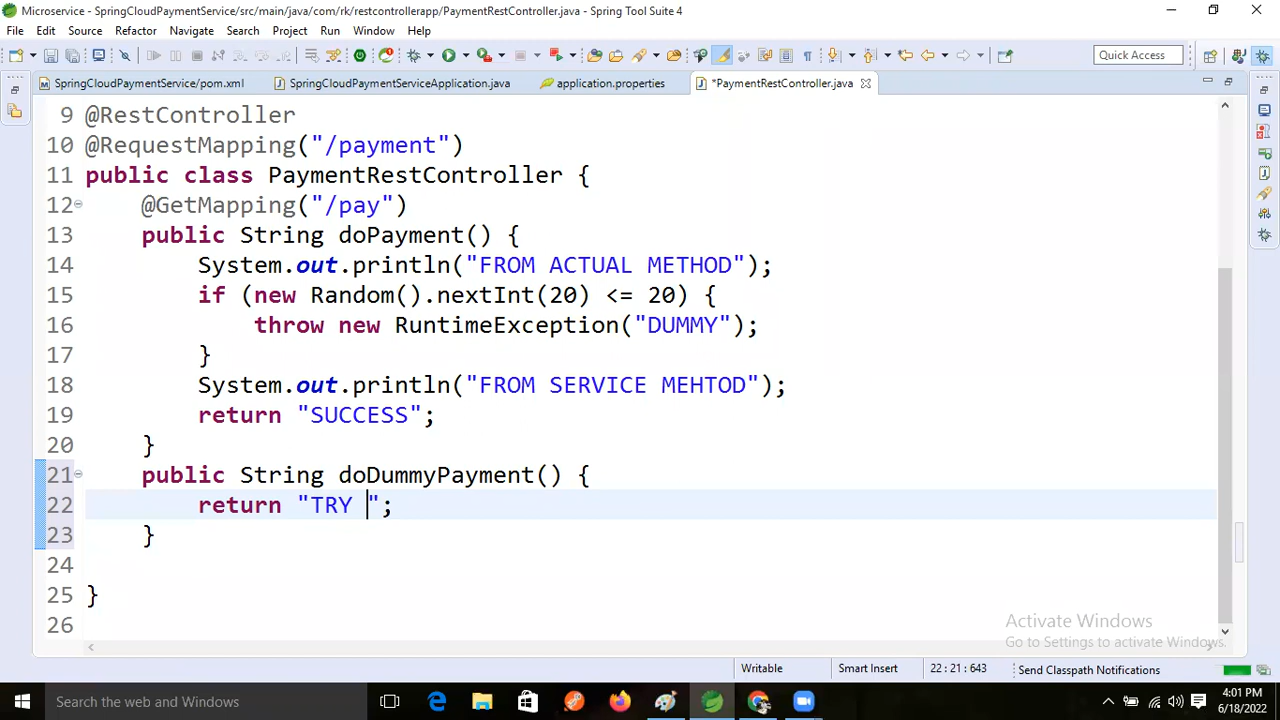 Microservice - SpringCloudPaymentService/src/main/java/com/rk/restcontrollerapp/PaymentRestController.java - Spring Tool Suite 4
File Edit Source Refactor Navigate Search Project Run Window Help
Quick Access
SpringCloudPaymentService/pom.xml SpringCloudPaymentServiceApplication.java application.properties *PaymentRestController.java
9 @RestController
10 @RequestMapping("/payment")
11 public class PaymentRestController {
12 @GetMapping("/pay")
13 public String doPayment() {
14 System.out.println("FROM ACTUAL METHOD");
15 if (new Random().nextInt(20) <= 20) {
16 throw new RuntimeException("DUMMY");
17 }
18 System.out.println("FROM SERVICE MEHTOD");
19 return "SUCCESS";
20 }
21 public String doDummyPayment() {
22 return "TRY ";
23 }
24
25 }
26
Activate Windows
Go to Settings to activate Windows.
Writable Smart Insert 22 : 21 : 643 Send Classpath Notifications
Search the web and Windows
4:01 PM
6/18/2022